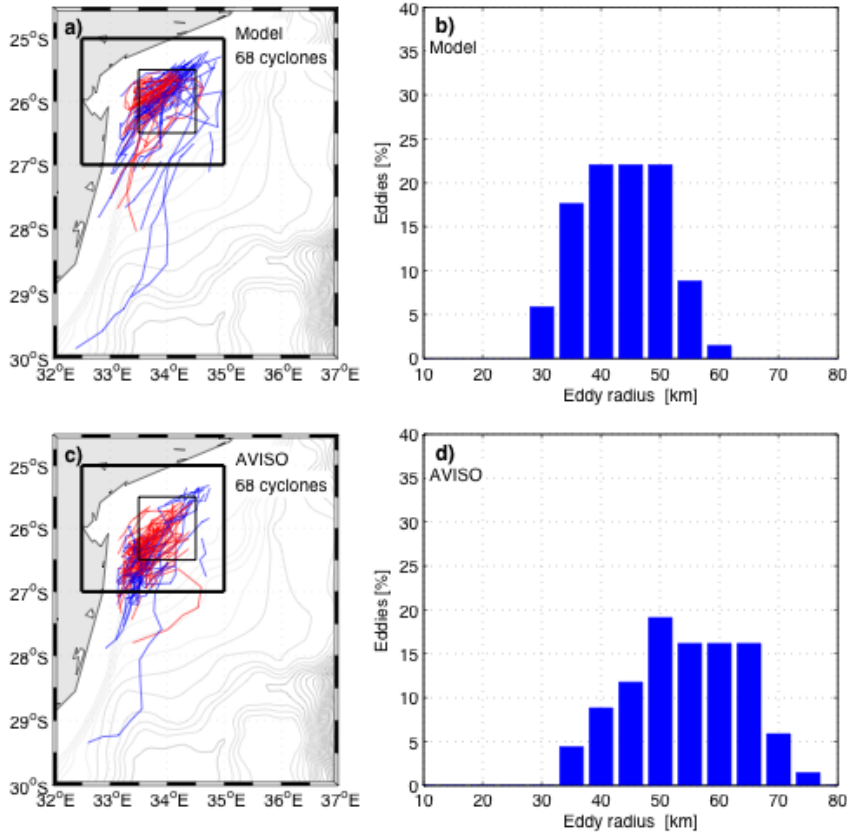 a)
Model
68 cyclones
25°S
26°S
27°S
28°S
29°S
30°S
32°E 33°E 34°E 35°E 36°E 37°E
b)
Model
Eddies [%]
40
35
30
25
20
15
10
5
0
10 20 30 40 50 60 70 80
Eddy radius [km]
c)
AVISO
68 cyclones
25°S
26°S
27°S
28°S
29°S
30°S
32°E 33°E 34°E 35°E 36°E 37°E
d)
AVISO
Eddies [%]
40
35
30
25
20
15
10
5
0
10 20 30 40 50 60 70 80
Eddy radius [km]